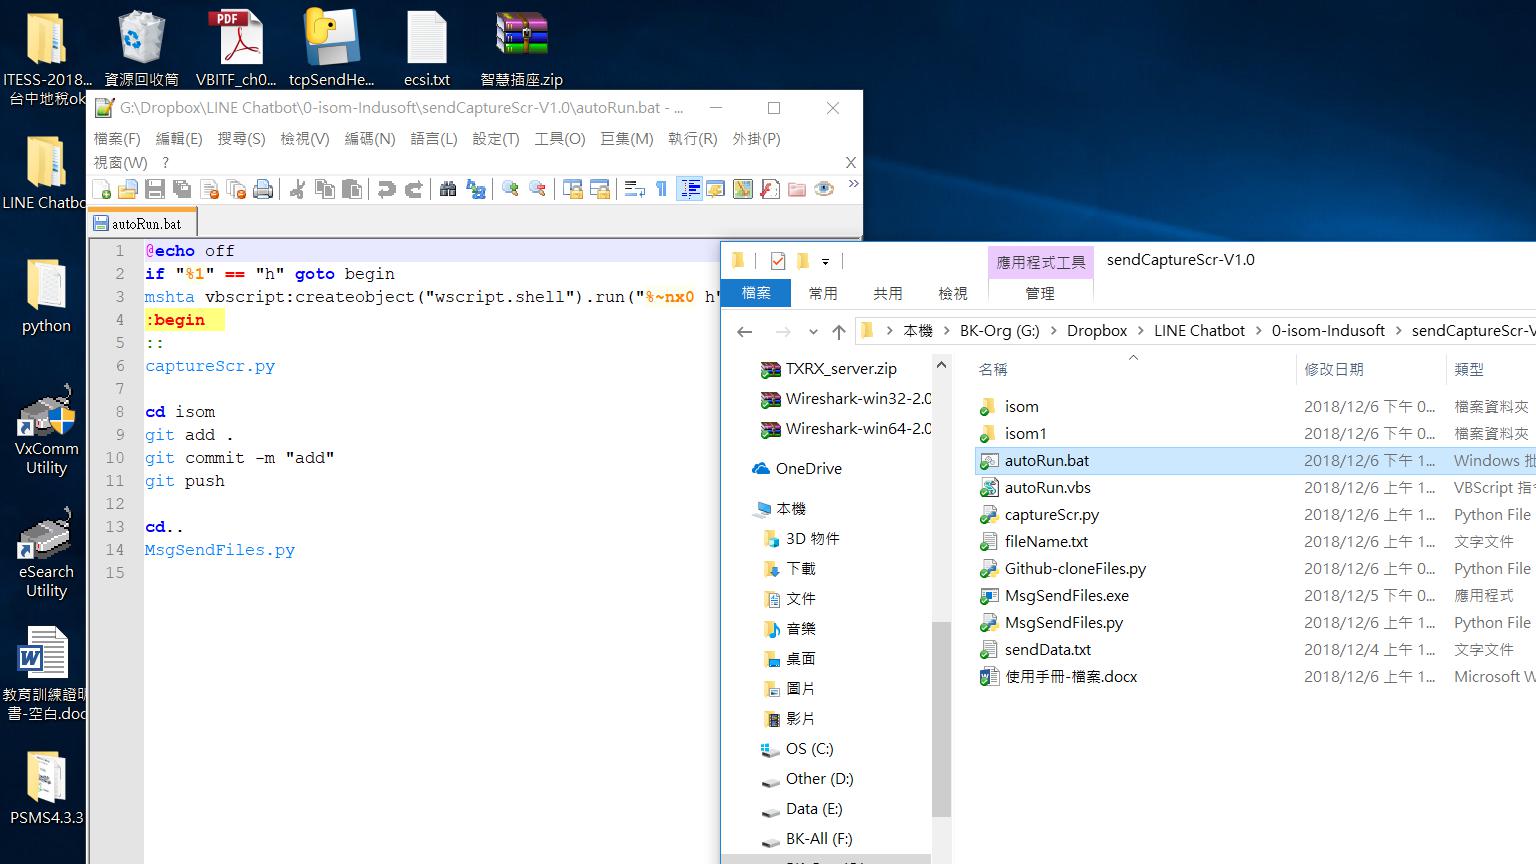 ITESS-2018...
台中地稅ok
資源回收筒
VBITF_ch0...
tcpSendHe...
ecsi.txt
智慧插座.zip
LINE Chatbo
python
VxComm
Utility
eSearch
Utility
教育訓練證明
書-空白.doc
PSMS4.3.3
G:\Dropbox\LINE Chatbot\0-isom-Indusoft\sendCaptureScr-V1.0\autoRun.bat - ...
檔案(F) 編輯(E) 搜尋(S) 檢視(V) 編碼(N) 語言(L) 設定(T) 工具(O) 巨集(M) 執行(R) 外掛(P)
視窗(W) ? X
autoRun.bat
1 @echo off
2 if "%1" == "h" goto begin
3 mshta vbscript:createobject("wscript.shell").run("%~nx0 h"
4 :begin
5 ::
6 captureScr.py
7
8 cd isom
9 git add .
10 git commit -m "add"
11 git push
12
13 cd..
14 MsgSendFiles.py
15
應用程式工具 sendCaptureScr-V1.0
檔案 常用 共用 檢視 管理
本機 > BK-Org (G:) > Dropbox > LINE Chatbot > 0-isom-Indusoft > sendCaptureScr-V
TXRX_server.zip
Wireshark-win32-2.0
Wireshark-win64-2.0
OneDrive
本機
3D 物件
下載
文件
音樂
桌面
圖片
影片
OS (C:)
Other (D:)
Data (E:)
BK-All (F:)
名稱 修改日期 類型
isom 2018/12/6 下午 0... 檔案資料夾
isom1 2018/12/6 下午 0... 檔案資料夾
autoRun.bat 2018/12/6 下午 1... Windows 批
autoRun.vbs 2018/12/6 上午 1... VBScript 指令
captureScr.py 2018/12/6 上午 1... Python File
fileName.txt 2018/12/6 上午 1... 文字文件
Github-cloneFiles.py 2018/12/6 上午 0... Python File
MsgSendFiles.exe 2018/12/5 下午 0... 應用程式
MsgSendFiles.py 2018/12/6 上午 1... Python File
sendData.txt 2018/12/4 上午 1... 文字文件
使用手冊-檔案.docx 2018/12/6 上午 1... Microsoft W